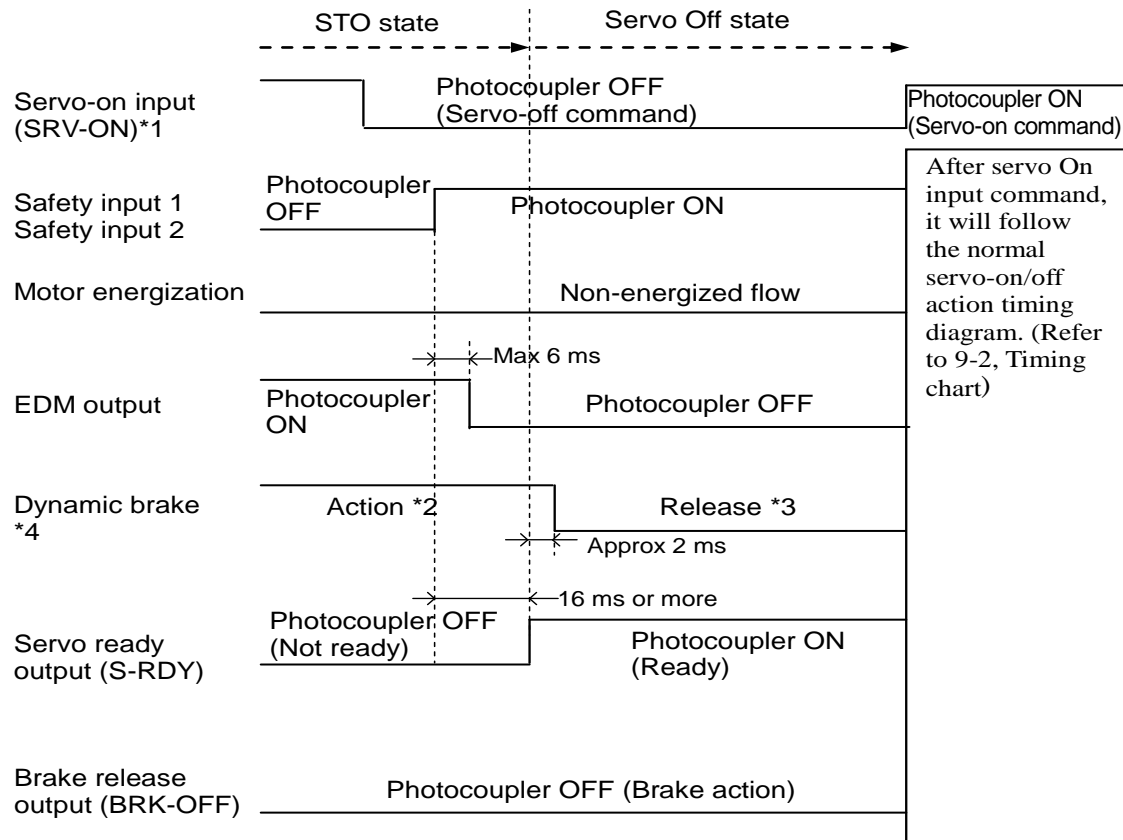 STO state
Servo Off state
Servo-on input
(SRV-ON)*1
Photocoupler OFF
(Servo-off command)
Photocoupler ON
(Servo-on command)
Safety input 1
Safety input 2
Photocoupler
OFF
Photocoupler ON
After servo On
input command,
it will follow
the normal
servo-on/off
action timing
diagram. (Refer
to 9-2, Timing
chart)
Motor energization
Non-energized flow
Max 6 ms
EDM output
Photocoupler
ON
Photocoupler OFF
Dynamic brake
*4
Action *2
Release *3
Approx 2 ms
16 ms or more
Servo ready
output (S-RDY)
Photocoupler OFF
(Not ready)
Photocoupler ON
(Ready)
Brake release
output (BRK-OFF)
Photocoupler OFF (Brake action)